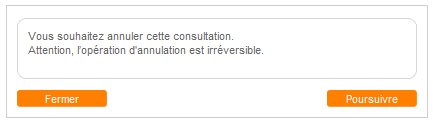 Vous souhaitez annuler cette consultation.
Attention, l'opération d'annulation est irréversible.
Fermer
Poursuivre